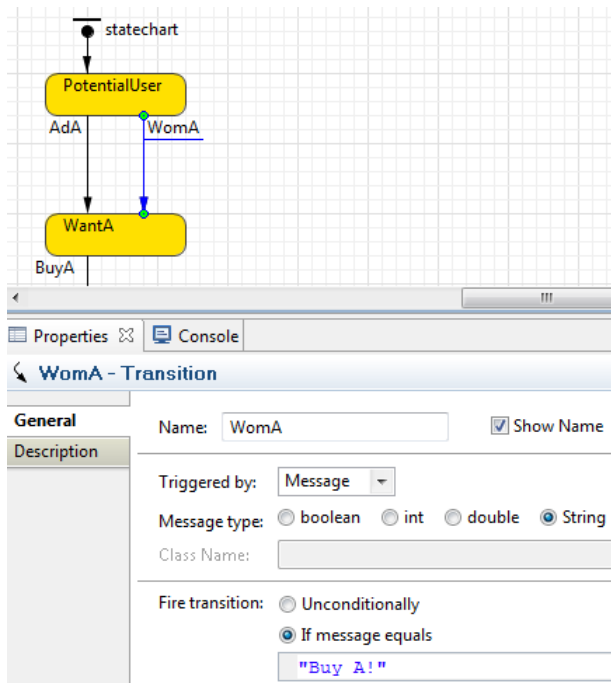 statechart
PotentialUser
AdA WomA
WantA
BuyA
Properties Console
WomA - Transition
General
Name: WomA Show Name
Description
Triggered by: Message
Message type: boolean int double String
Class Name:
Fire transition: Unconditionally
If message equals
"Buy A!"